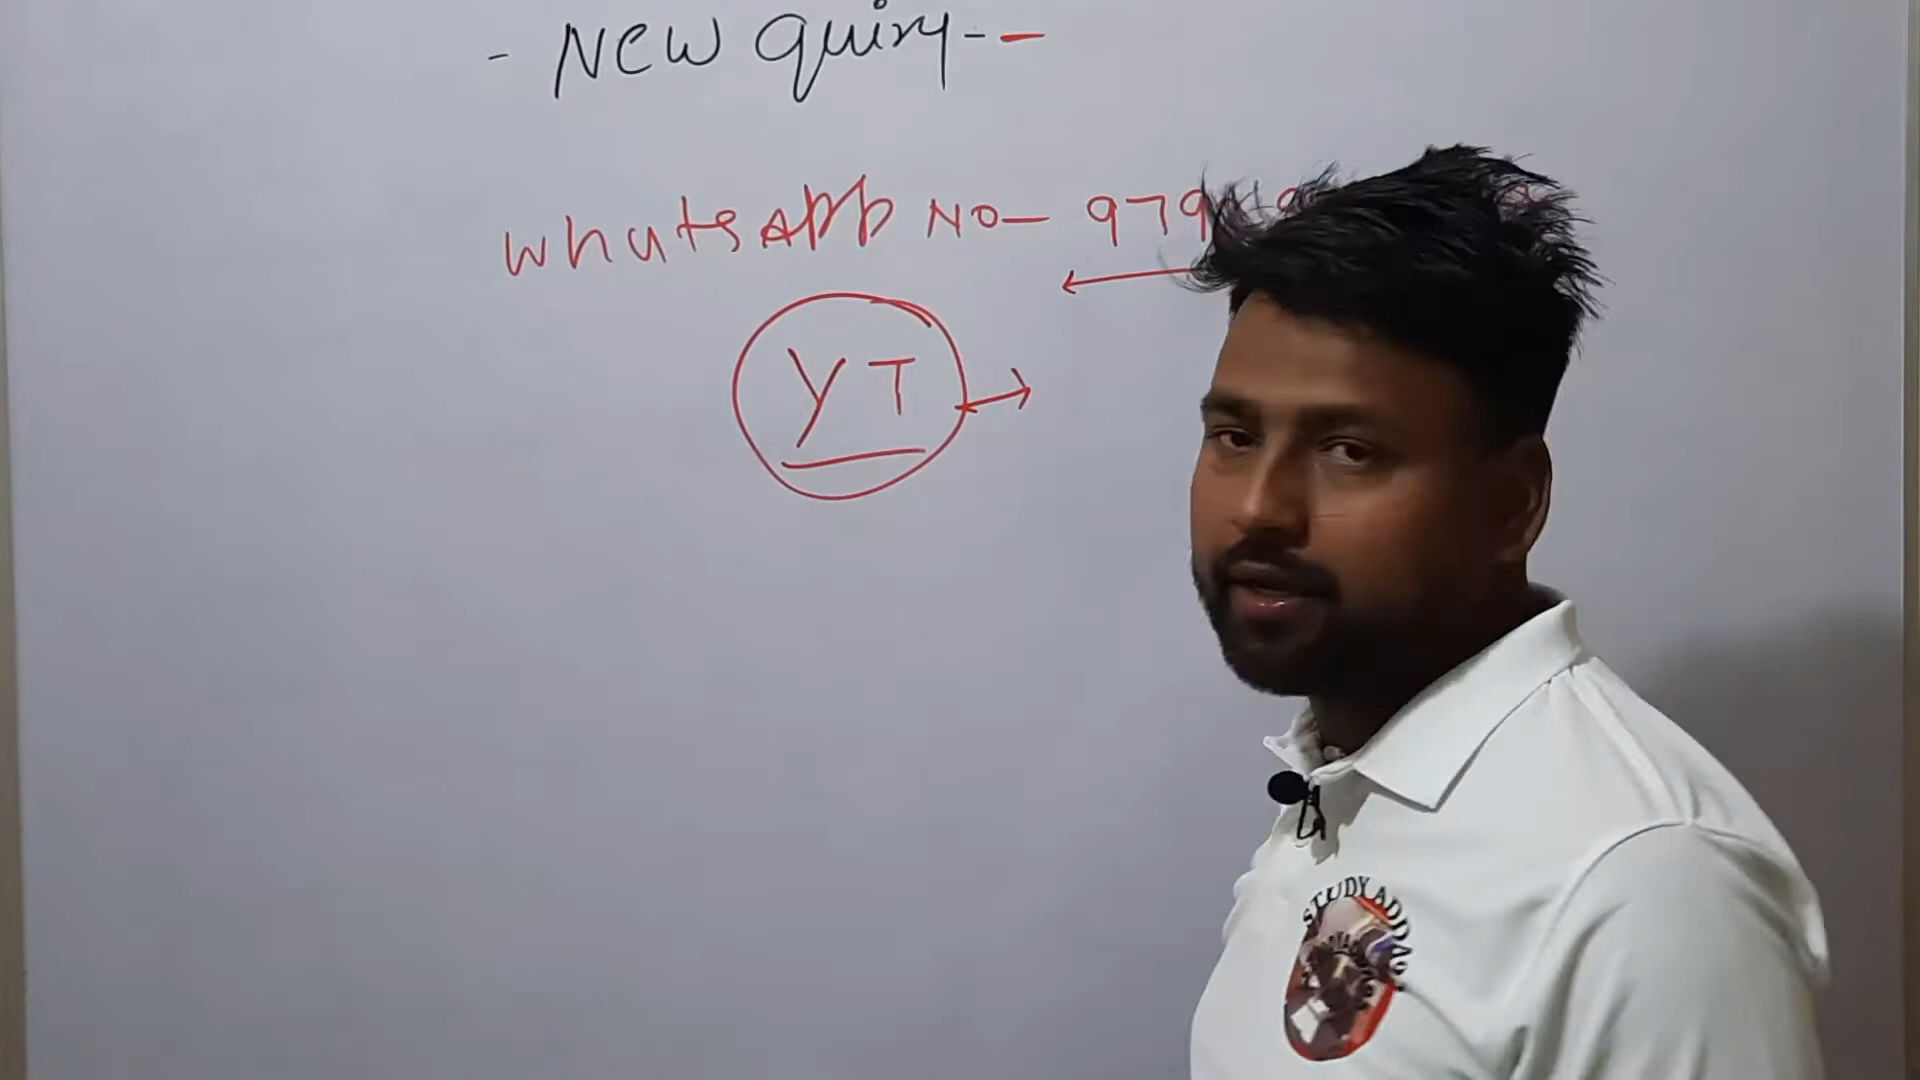 - New Quiry - -
WhatsApp No - 979
YT
STUDY ADDA